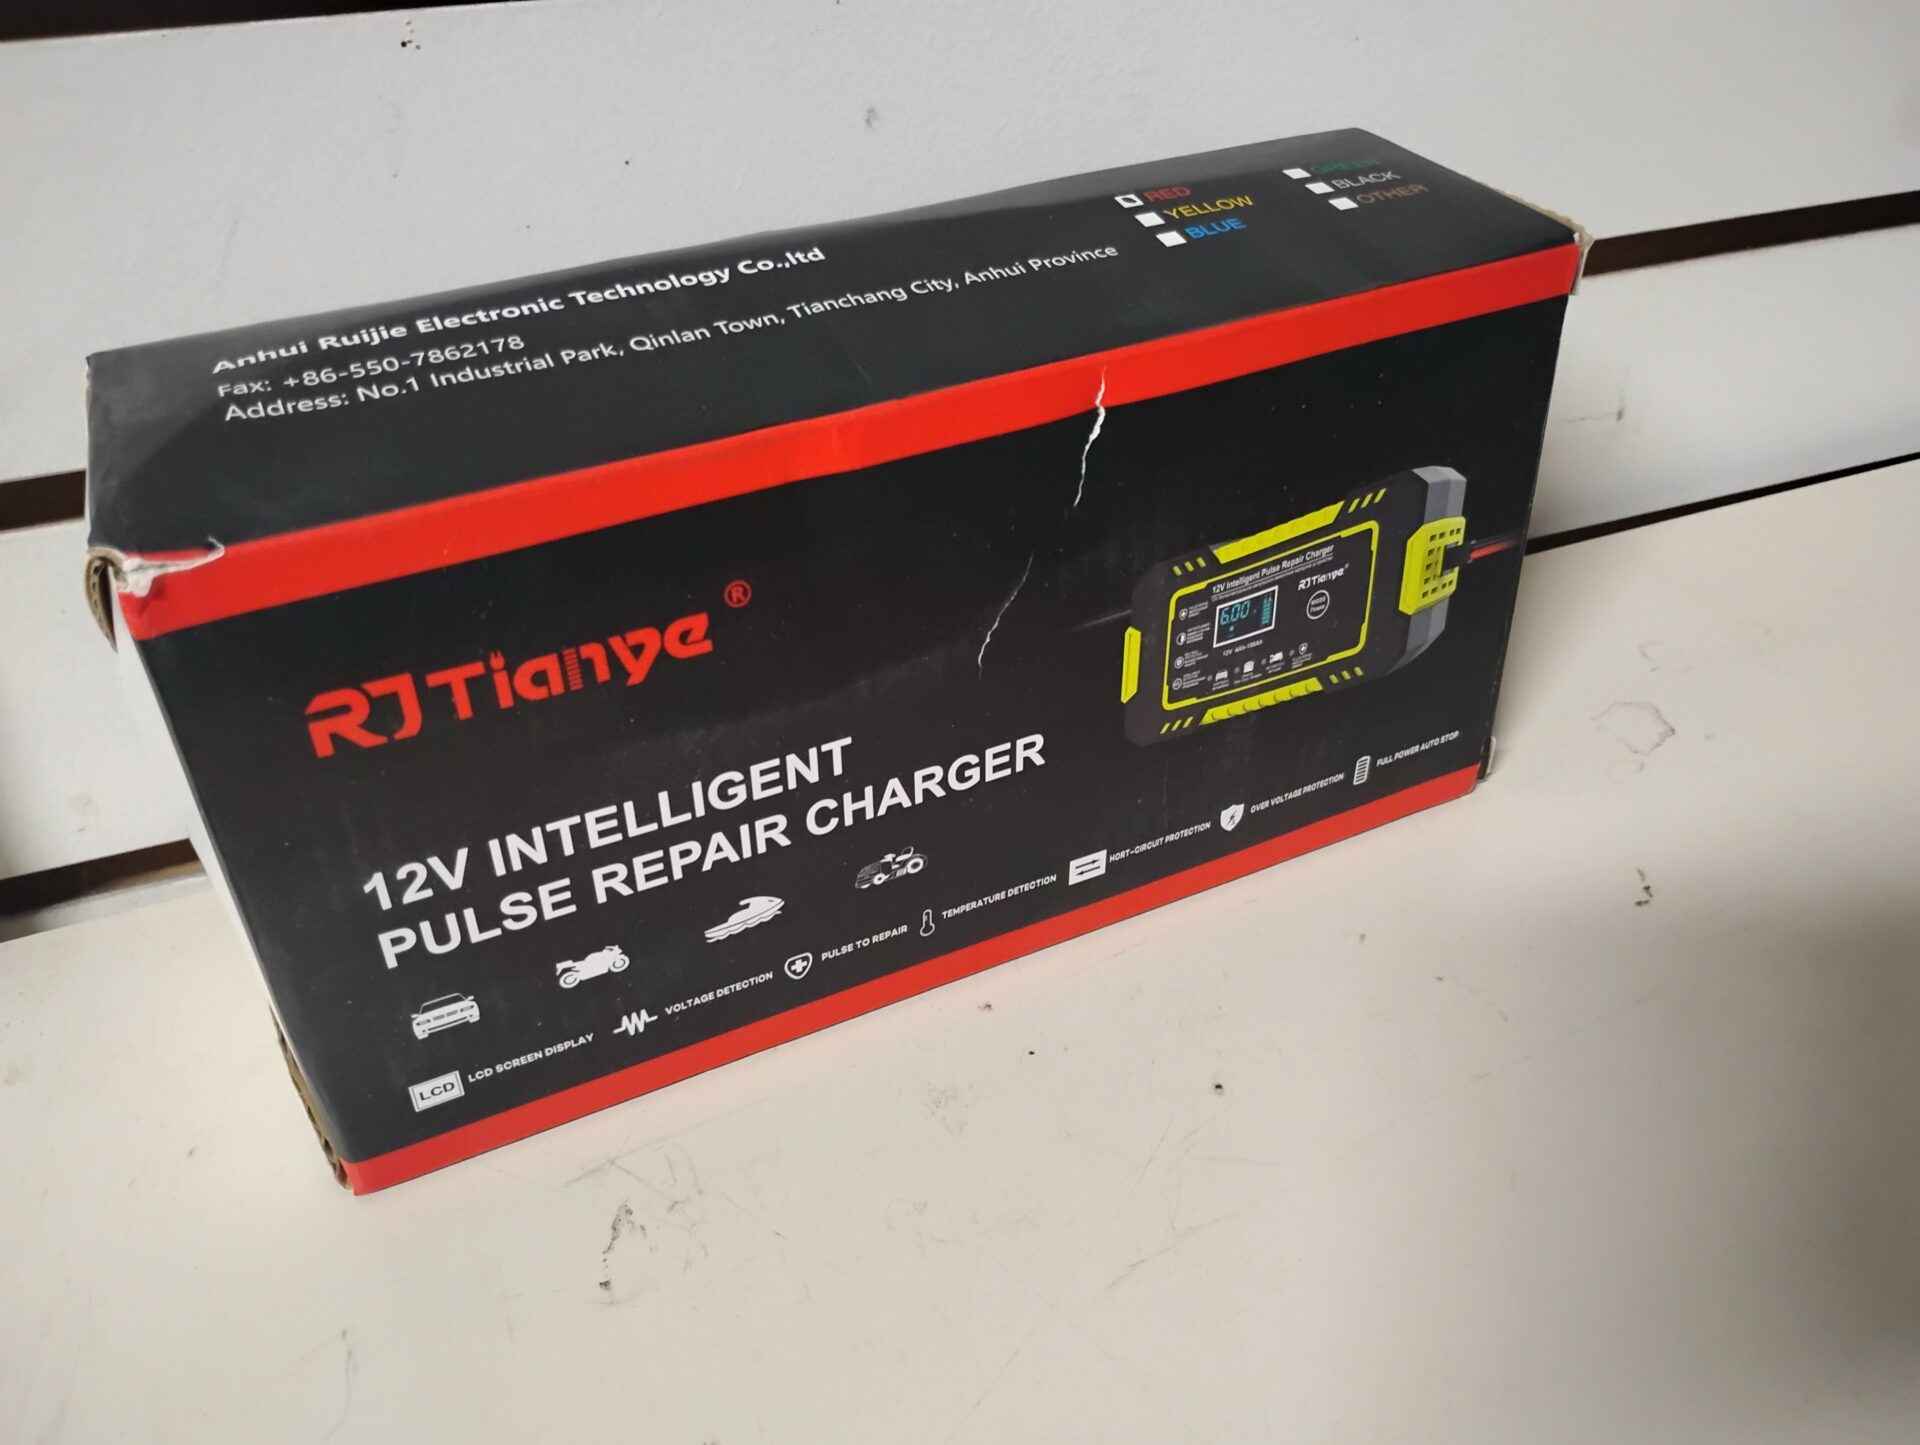 Anhui Ruijie Electronic Technology Co.,ltd
Fax: +86-550-7862178
Address: No.1 Industrial Park, Qinlan Town, Tianchang City, Anhui Province
RED
YELLOW
BLUE
GREEN
BLACK
OTHER
RJTianye®
12V INTELLIGENT
PULSE REPAIR CHARGER
12V Intelligent Pulse Repair Charger
RJTianye®
6.00
12V
LCD LCD SCREEN DISPLAY
VOLTAGE DETECTION
PULSE TO REPAIR
TEMPERATURE DETECTION
HORT-CIRCUIT PROTECTION
OVER VOLTAGE PROTECTION
FULL POWER AUTO STOP